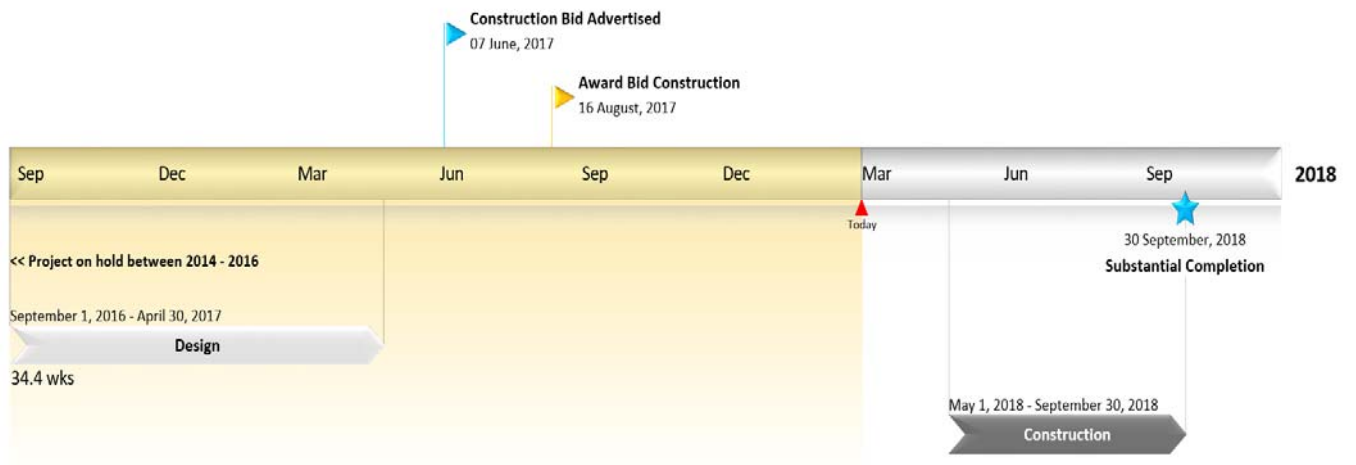 Construction Bid Advertised
07 June, 2017
Award Bid Construction
16 August, 2017
Sep Dec Mar Jun Sep Dec Mar Jun Sep 2018
Today
30 September, 2018
Substantial Completion
<< Project on hold between 2014 - 2016
September 1, 2016 - April 30, 2017
Design
34.4 wks
May 1, 2018 - September 30, 2018
Construction